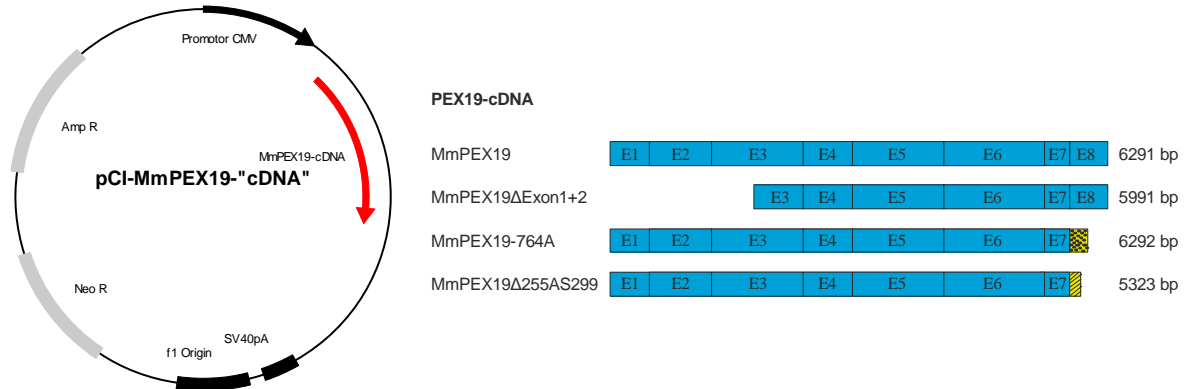 Promotor CMV
Amp R
MmPEX19-cDNA
pCI-MmPEX19-"cDNA"
Neo R
SV40pA
f1 Origin
PEX19-cDNA
MmPEX19 E1 E2 E3 E4 E5 E6 E7 E8 6291 bp
MmPEX19ΔExon1+2 E3 E4 E5 E6 E7 E8 5991 bp
MmPEX19-764A E1 E2 E3 E4 E5 E6 E7 6292 bp
MmPEX19Δ255AS299 E1 E2 E3 E4 E5 E6 E7 5323 bp